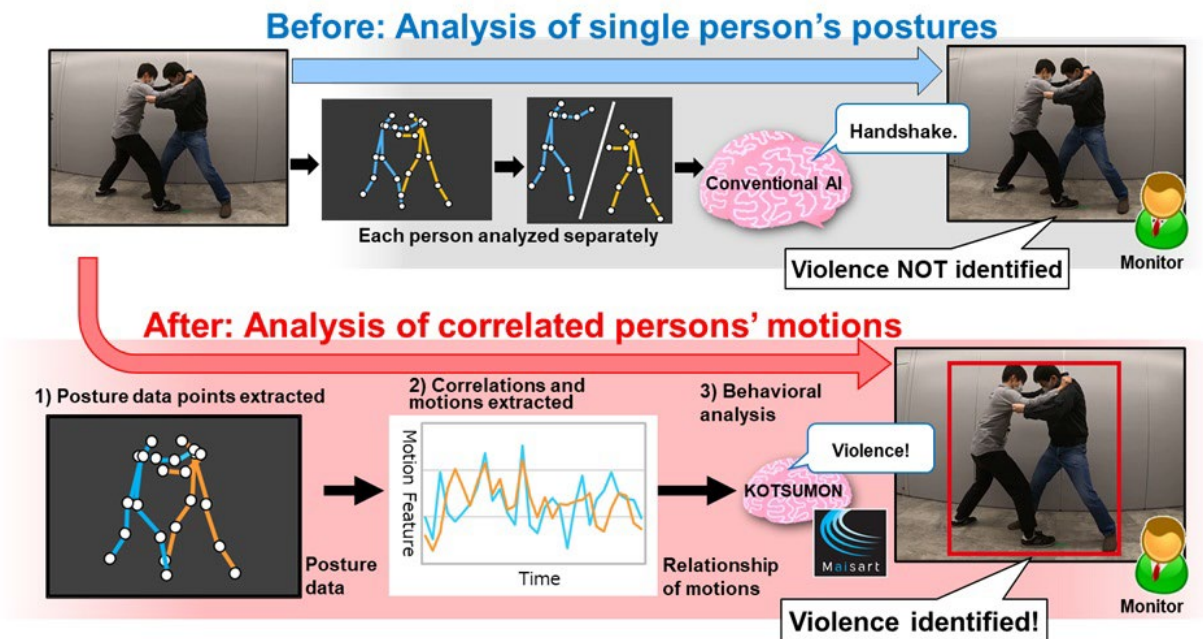 Before: Analysis of single person's postures
Each person analyzed separately
Conventional AI
Handshake.
Violence NOT identified
Monitor
After: Analysis of correlated persons' motions
1) Posture data points extracted
Posture
data
2) Correlations and
motions extracted
Motion Feature
Time
Relationship
of motions
3) Behavioral
analysis
Violence!
KOTSUMON
Maisart
Violence identified!
Monitor